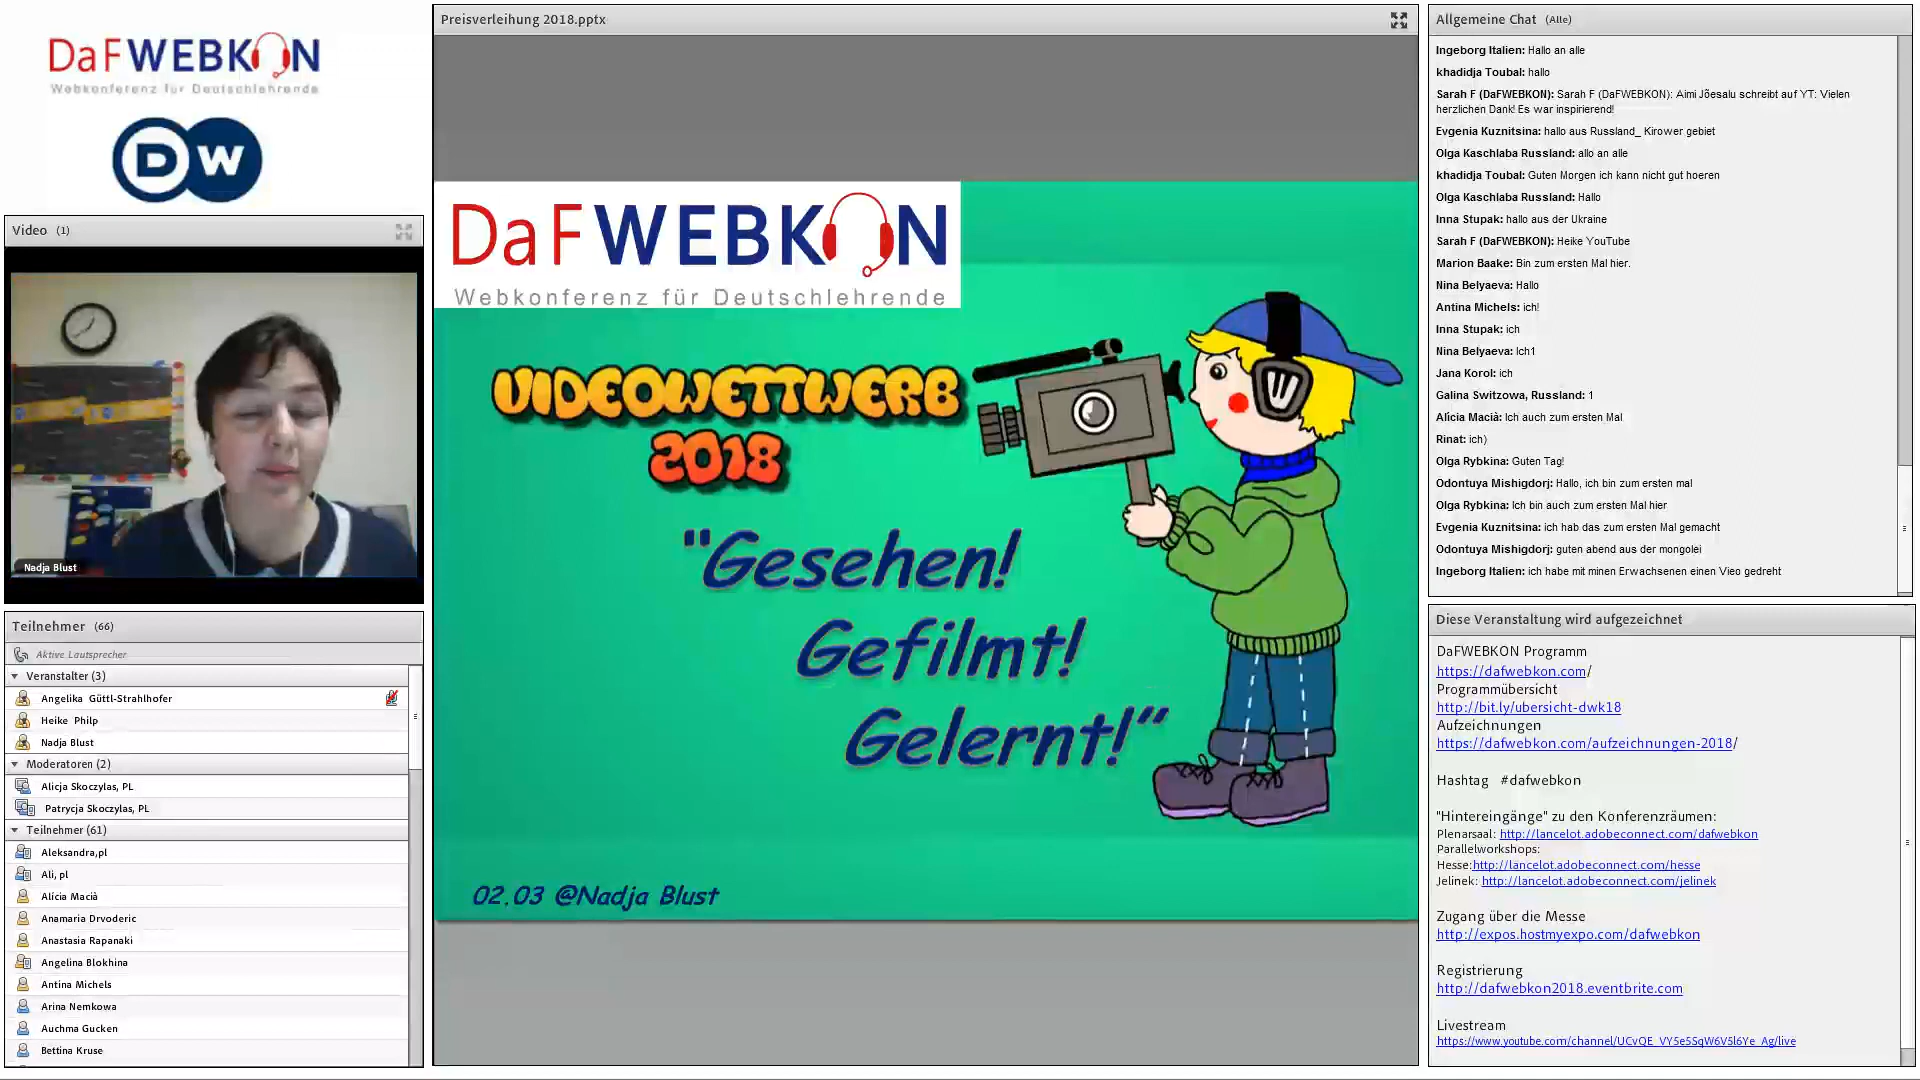 DaFWEBKON
Webkonferenz für Deutschlehrende
DW
Video (1)
Nadja Blust
Teilnehmer (66)
Aktive Lautsprecher
Veranstalter (3)
Angelika Güttl-Strahlhofer
Heike Philp
Nadja Blust
Moderatoren (2)
Alicja Skoczylas, PL
Patrycja Skoczylas, PL
Teilnehmer (61)
Aleksandra,pl
Ali, pl
Alícia Macià
Anamaria Drvoderic
Anastasia Rapanaki
Angelina Blokhina
Antina Michels
Arina Nemkowa
Auchma Gucken
Bettina Kruse
Preisverleihung 2018.pptx
DaFWEBKON
Webkonferenz für Deutschlehrende
VIDEOWETTWERB
2018
"Gesehen!
Gefilmt!
Gelernt!"
W
02.03 @Nadja Blust
Allgemeine Chat (Alle)
Ingeborg Italien: Hallo an alle
khadidja Toubal: hallo
Sarah F (DaFWEBKON): Sarah F (DaFWEBKON): Aimi Jõesalu schreibt auf YT: Vielen
herzlichen Dank! Es war inspirierend!
Evgenia Kuznitsina: hallo aus Russland_ Kirower gebiet
Olga Kaschlaba Russland: allo an alle
khadidja Toubal: Guten Morgen ich kann nicht gut hoeren
Olga Kaschlaba Russland: Hallo
Inna Stupak: hallo aus der Ukraine
Sarah F (DaFWEBKON): Heike YouTube
Marion Baake: Bin zum ersten Mal hier.
Nina Belyaeva: Hallo
Antina Michels: ich!
Inna Stupak: ich
Nina Belyaeva: Ich1
Jana Korol: ich
Galina Switzowa, Russland: 1
Alícia Macià: Ich auch zum ersten Mal
Rinat: ich)
Olga Rybkina: Guten Tag!
Odontuya Mishigdorj: Hallo, ich bin zum ersten mal
Olga Rybkina: Ich bin auch zum ersten Mal hier
Evgenia Kuznitsina: ich hab das zum ersten Mal gemacht
Odontuya Mishigdorj: guten abend aus der mongolei
Ingeborg Italien: ich habe mit minen Erwachsenen einen Vieo gedreht
Diese Veranstaltung wird aufgezeichnet
DaFWEBKON Programm
https://dafwebkon.com/
Programmübersicht
http://bit.ly/ubersicht-dwk18
Aufzeichnungen
https://dafwebkon.com/aufzeichnungen-2018/
Hashtag #dafwebkon
"Hintereingänge" zu den Konferenzräumen:
Plenarsaal: http://lancelot.adobeconnect.com/dafwebkon
Parallelworkshops:
Hesse:http://lancelot.adobeconnect.com/hesse
Jelinek: http://lancelot.adobeconnect.com/jelinek
Zugang über die Messe
http://expos.hostmyexpo.com/dafwebkon
Registrierung
http://dafwebkon2018.eventbrite.com
Livestream
https://www.youtube.com/channel/UCvQE_VY5e5SqW6V5l6Ye_Ag/live